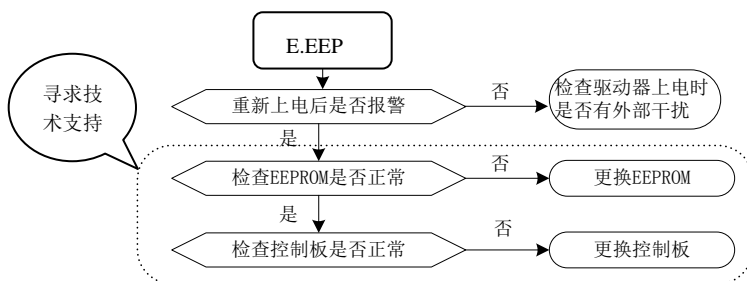 E.EEP
寻求技
术支持
重新上电后是否报警
否
检查驱动器上电时
是否有外部干扰
是
检查EEPROM是否正常
否
更换EEPROM
是
检查控制板是否正常
否
更换控制板